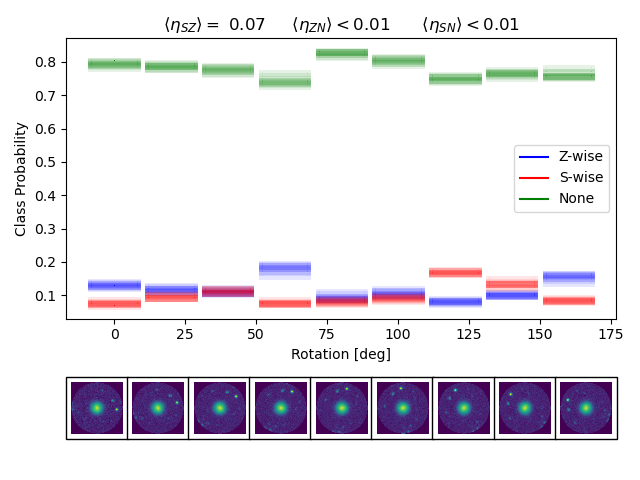 ⟨η_SZ⟩ = 0.07 ⟨η_ZN⟩ < 0.01 ⟨η_SN⟩ < 0.01
0.8
0.7
0.6
0.5
0.4
0.3
0.2
0.1
Class Probability
Z-wise
S-wise
None
0 25 50 75 100 125 150 175
Rotation [deg]